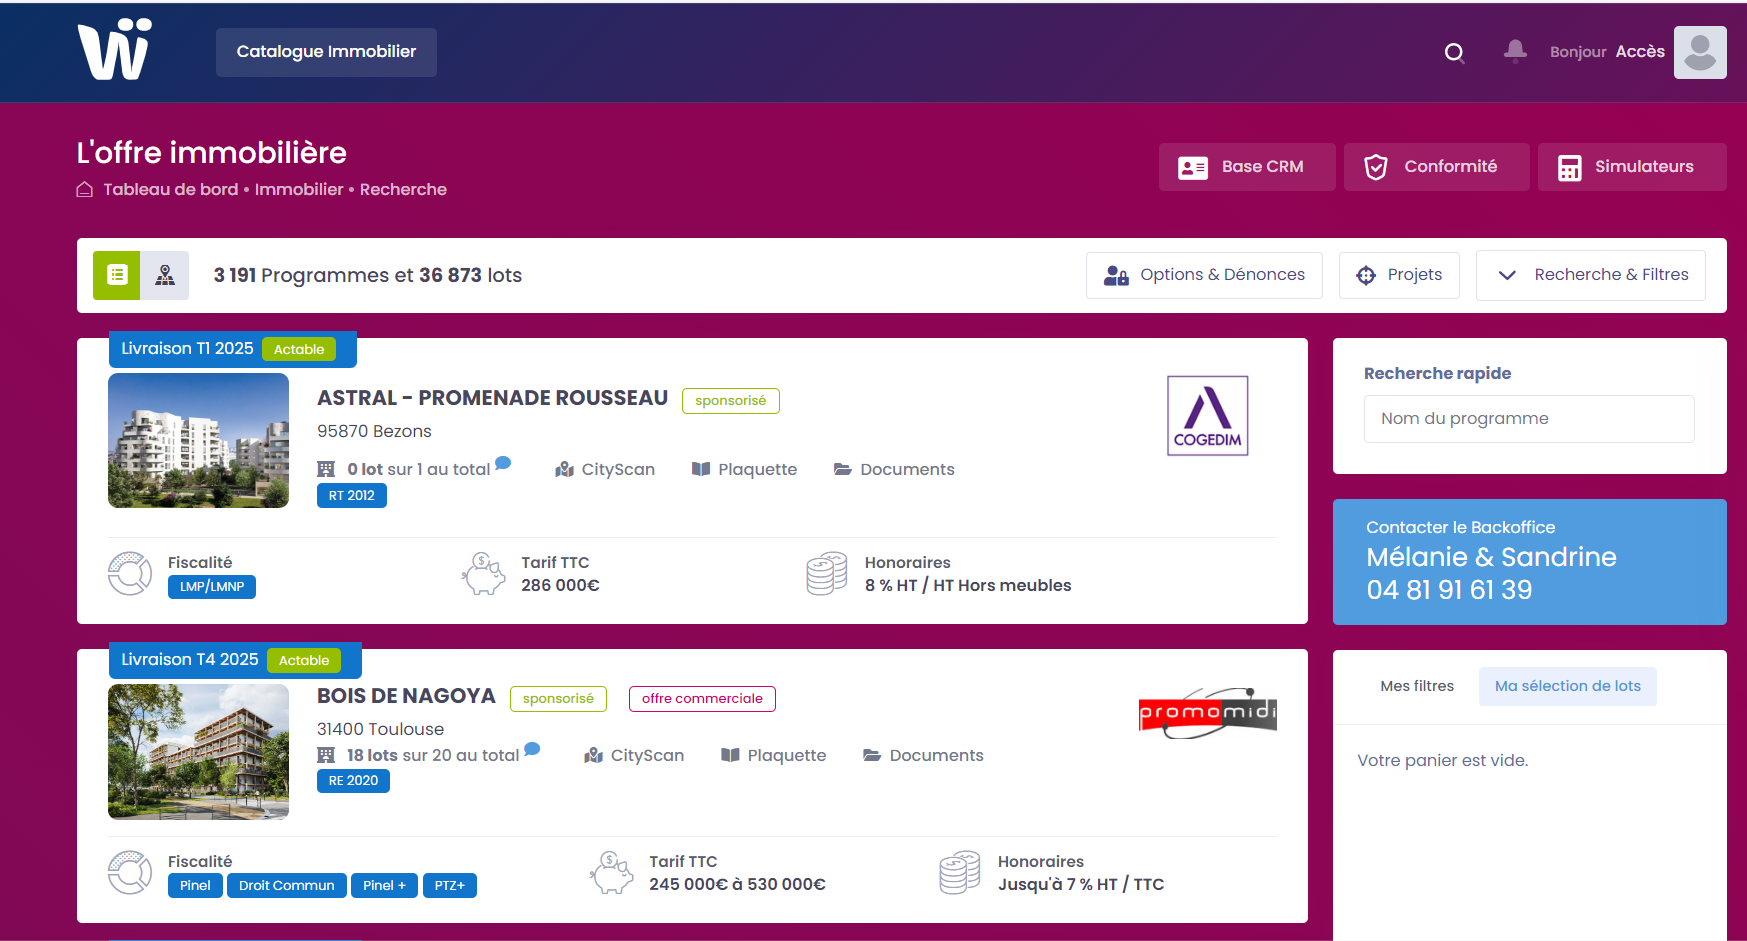 Wï
Catalogue Immobilier
Bonjour Accès
L'offre immobilière
Tableau de bord • Immobilier • Recherche
Base CRM
Conformité
Simulateurs
3 191 Programmes et 36 873 lots
Options & Dénonces
Projets
Recherche & Filtres
Livraison T1 2025 Actable
ASTRAL - PROMENADE ROUSSEAU sponsorisé
95870 Bezons
0 lot sur 1 au total CityScan Plaquette Documents
RT 2012
COGEDIM
Fiscalité
LMP/LMNP
Tarif TTC
286 000€
Honoraires
8 % HT / HT Hors meubles
Livraison T4 2025 Actable
BOIS DE NAGOYA sponsorisé offre commerciale
31400 Toulouse
18 lots sur 20 au total CityScan Plaquette Documents
RE 2020
promomidi
Fiscalité
Pinel Droit Commun Pinel + PTZ+
Tarif TTC
245 000€ à 530 000€
Honoraires
Jusqu'à 7 % HT / TTC
Recherche rapide
Nom du programme
Contacter le Backoffice
Mélanie & Sandrine
04 81 91 61 39
Mes filtres
Ma sélection de lots
Votre panier est vide.